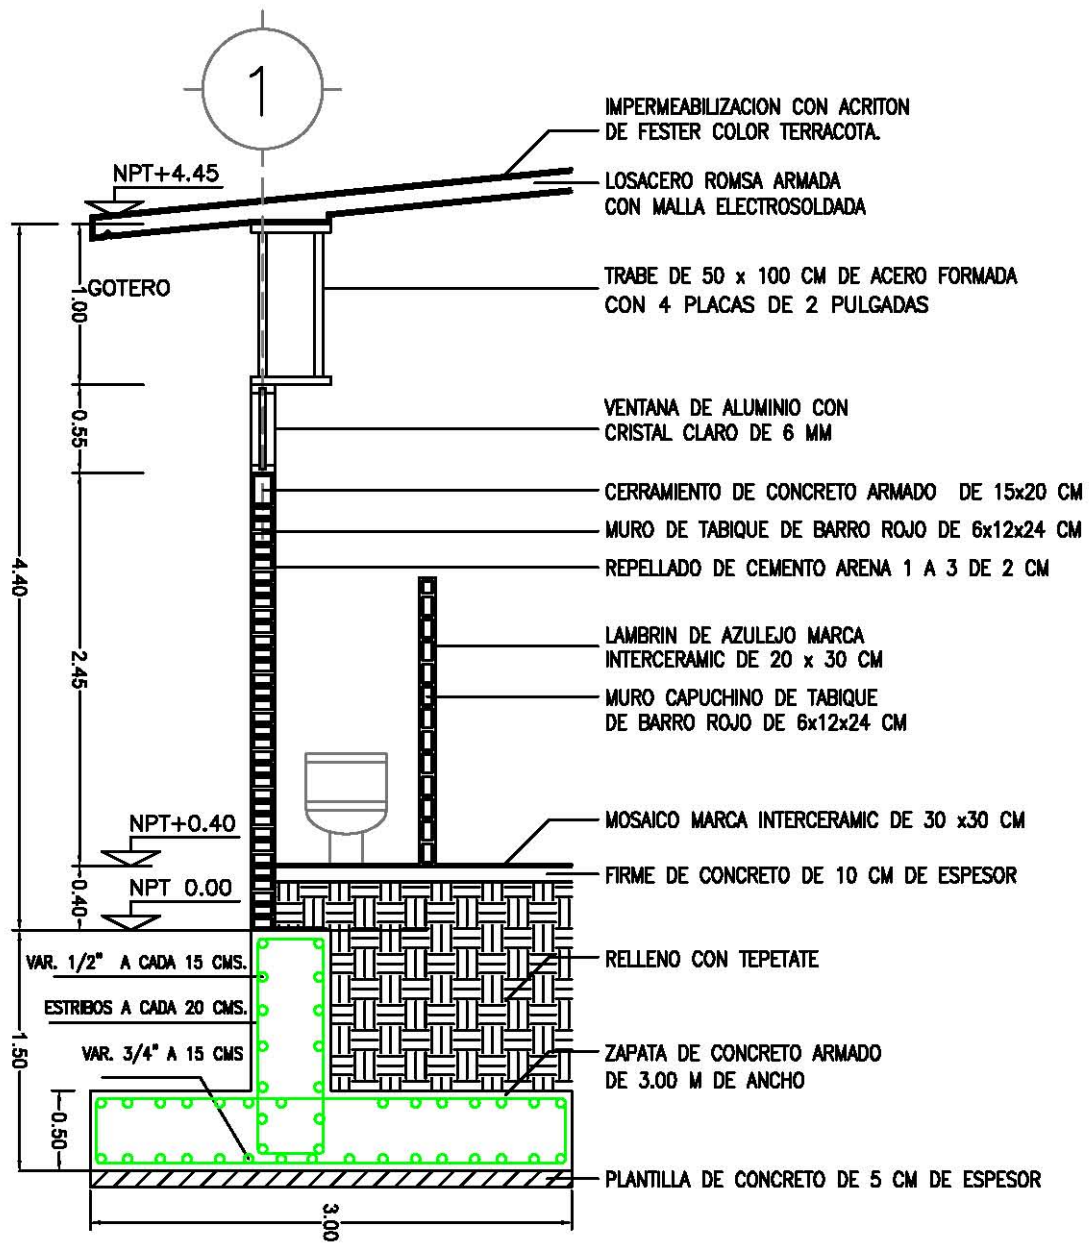 1
IMPERMEABILIZACION CON ACRITON
DE FESTER COLOR TERRACOTA.
NPT+4.45
LOSACERO ROMSA ARMADA
CON MALLA ELECTROSOLDADA
GOTERO
1.00
TRABE DE 50 x 100 CM DE ACERO FORMADA
CON 4 PLACAS DE 2 PULGADAS
0.55
VENTANA DE ALUMINIO CON
CRISTAL CLARO DE 6 MM
CERRAMIENTO DE CONCRETO ARMADO DE 15x20 CM
MURO DE TABIQUE DE BARRO ROJO DE 6x12x24 CM
REPELLADO DE CEMENTO ARENA 1 A 3 DE 2 CM
4.40
2.45
LAMBRIN DE AZULEJO MARCA
INTERCERAMIC DE 20 x 30 CM
MURO CAPUCHINO DE TABIQUE
DE BARRO ROJO DE 6x12x24 CM
NPT+0.40
MOSAICO MARCA INTERCERAMIC DE 30 x30 CM
FIRME DE CONCRETO DE 10 CM DE ESPESOR
NPT 0.00
0.40
VAR. 1/2" A CADA 15 CMS.
RELLENO CON TEPETATE
ESTRIBOS A CADA 20 CMS.
1.50
VAR. 3/4" A 15 CMS
ZAPATA DE CONCRETO ARMADO
DE 3.00 M DE ANCHO
0.50
PLANTILLA DE CONCRETO DE 5 CM DE ESPESOR
3.00